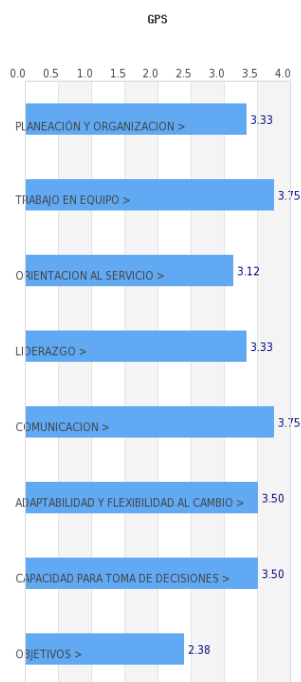 GPS
0.0 0.5 1.0 1.5 2.0 2.5 3.0 3.5 4.0
PLANEACIÓN Y ORGANIZACION > 3.33
TRABAJO EN EQUIPO > 3.75
ORIENTACION AL SERVICIO > 3.12
LIDERAZGO > 3.33
COMUNICACION > 3.75
ADAPTABILIDAD Y FLEXIBILIDAD AL CAMBIO > 3.50
CAPACIDAD PARA TOMA DE DECISIONES > 3.50
OBJETIVOS > 2.38